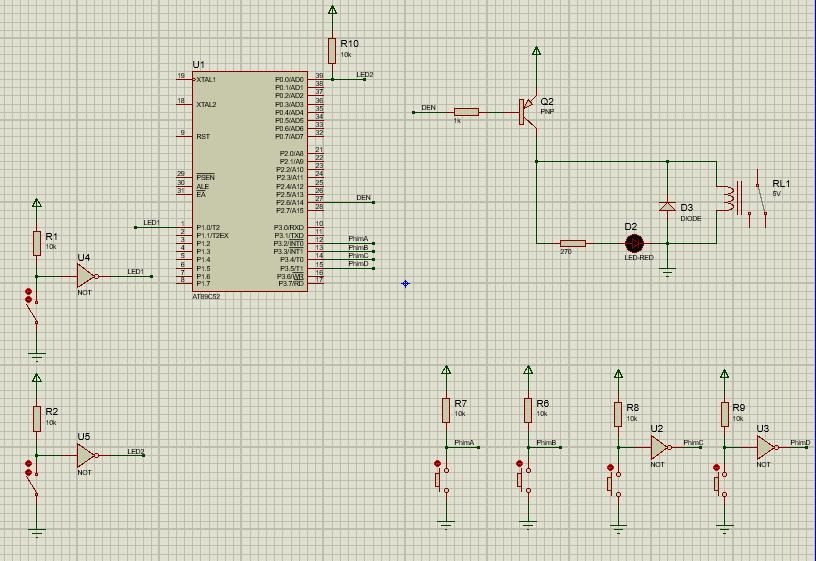 R10
10k
U1
19
XTAL1
18
XTAL2
9
RST
29
PSEN
30
ALE
31
EA
LED1
1
P1.0/T2
2
P1.1/T2EX
3
P1.2
4
P1.3
5
P1.4
6
P1.5
7
P1.6
8
P1.7
AT89C52
P0.0/AD0
39
LED2
P0.1/AD1
38
P0.2/AD2
37
P0.3/AD3
36
P0.4/AD4
35
P0.5/AD5
34
P0.6/AD6
33
P0.7/AD7
32
P2.0/A8
21
P2.1/A9
22
P2.2/A10
23
P2.3/A11
24
P2.4/A12
25
P2.5/A13
26
P2.6/A14
27
DEN
P2.7/A15
28
P3.0/RXD
10
P3.1/TXD
11
P3.2/INT0
12
PhimA
P3.3/INT1
13
PhimB
P3.4/T0
14
PhimC
P3.5/T1
15
PhimD
P3.6/WR
16
P3.7/RD
17
DEN
1k
Q2
PNP
RL1
5V
D3
DIODE
D2
LED-RED
270
R1
10k
U4
LED1
NOT
R2
10k
U5
LED2
NOT
R7
10k
PhimA
R6
10k
PhimB
R8
10k
U2
PhimC
NOT
R9
10k
U3
PhimD
NOT